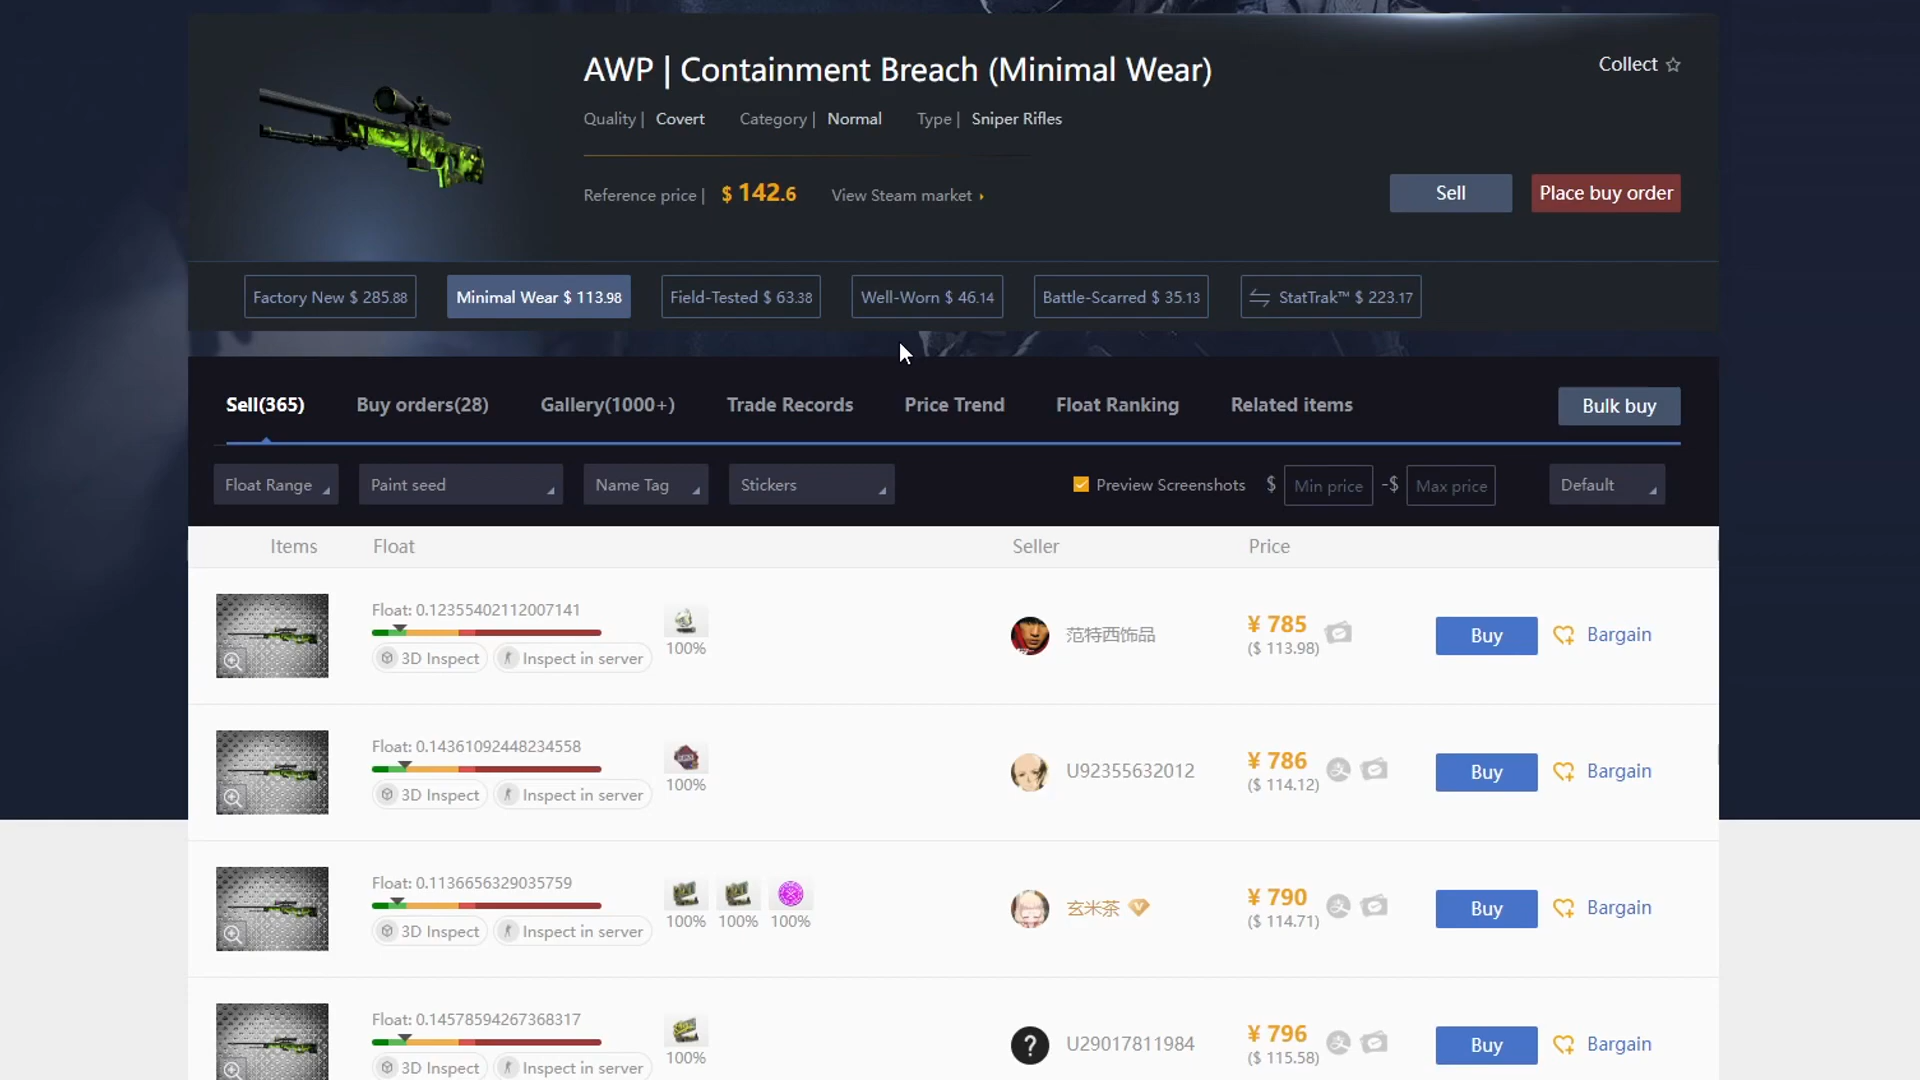 AWP | Containment Breach (Minimal Wear)
Collect
Quality | Covert Category | Normal Type | Sniper Rifles
Reference price | $ 142.6 View Steam market
Sell Place buy order
Factory New $ 285.88 Minimal Wear $ 113.98 Field-Tested $ 63.38 Well-Worn $ 46.14 Battle-Scarred $ 35.13 StatTrak™ $ 223.17
Sell(365) Buy orders(28) Gallery(1000+) Trade Records Price Trend Float Ranking Related items Bulk buy
Float Range Paint seed Name Tag Stickers Preview Screenshots $ Min price -$ Max price Default
Items Float Seller Price
Float: 0.12355402112007141
3D Inspect Inspect in server
100%
范特西饰品
¥ 785
($ 113.98)
Buy Bargain
Float: 0.14361092448234558
3D Inspect Inspect in server
100%
U92355632012
¥ 786
($ 114.12)
Buy Bargain
Float: 0.1136656329035759
3D Inspect Inspect in server
100% 100% 100%
玄米茶
¥ 790
($ 114.71)
Buy Bargain
Float: 0.14578594267368317
3D Inspect Inspect in server
100%
?
U29017811984
¥ 796
($ 115.58)
Buy Bargain